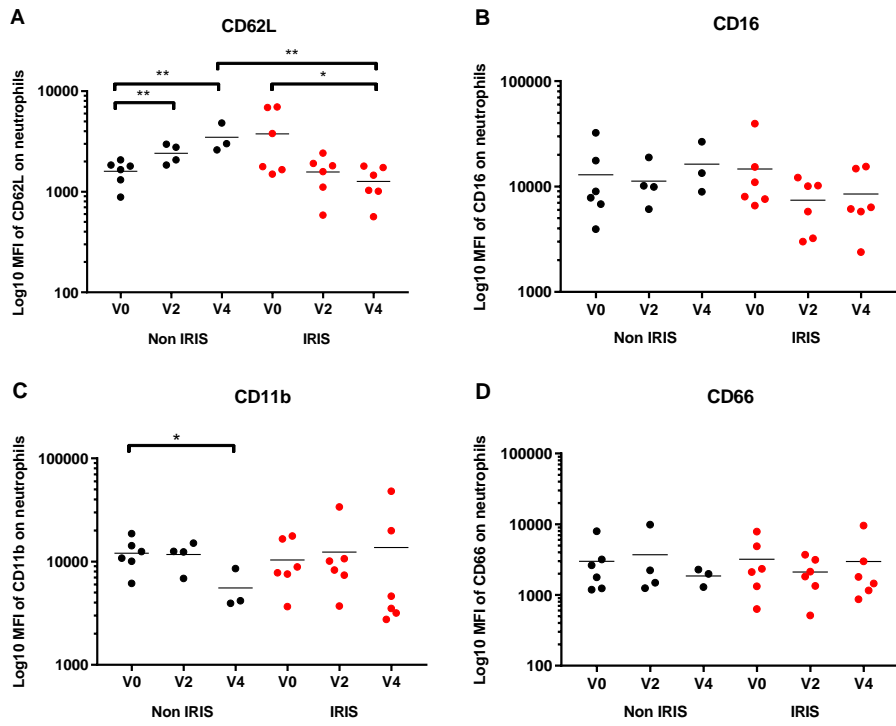 A
CD62L
Log10 MFI of CD62L on neutrophils
**
**
**
*
10000
1000
100
V0 V2 V4 V0 V2 V4
Non IRIS IRIS
B
CD16
Log10 MFI of CD16 on neutrophils
100000
10000
1000
V0 V2 V4 V0 V2 V4
Non IRIS IRIS
C
CD11b
Log10 MFI of CD11b on neutrophils
*
100000
10000
1000
V0 V2 V4 V0 V2 V4
Non IRIS IRIS
D
CD66
Log10 MFI of CD66 on neutrophils
100000
10000
1000
100
V0 V2 V4 V0 V2 V4
Non IRIS IRIS